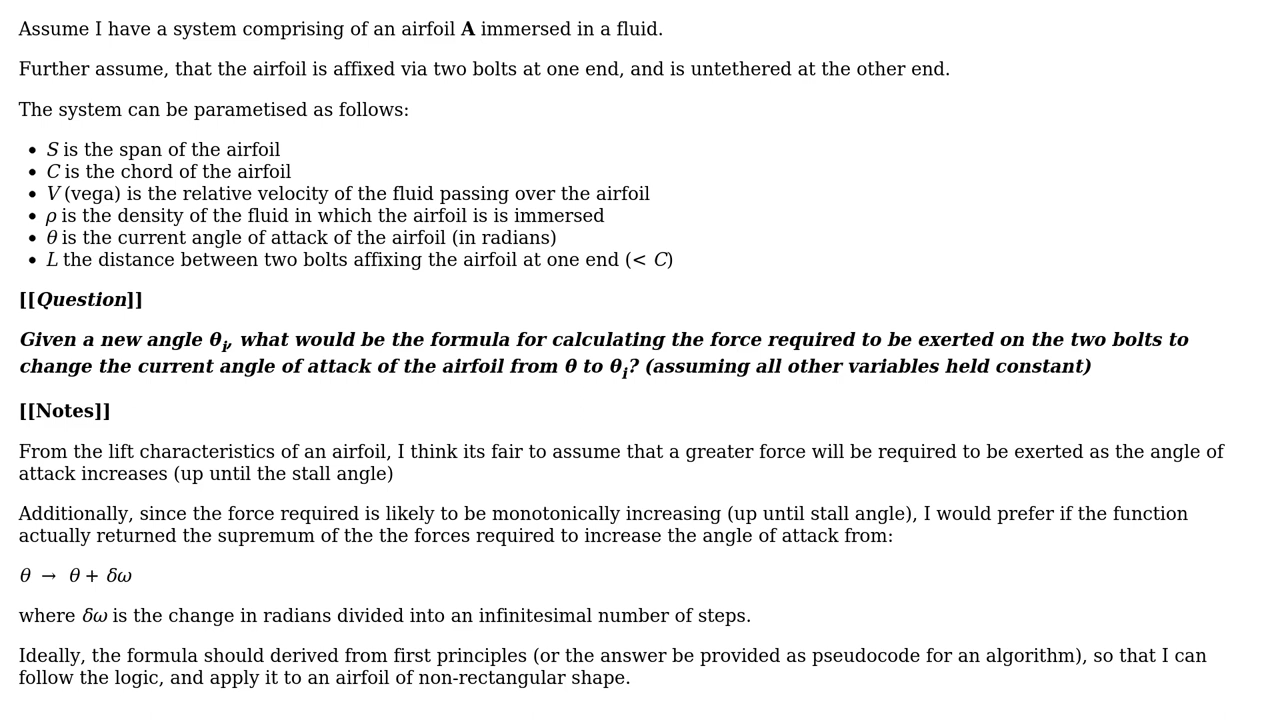 Assume I have a system comprising of an airfoil A immersed in a fluid.
Further assume, that the airfoil is affixed via two bolts at one end, and is untethered at the other end.
The system can be parametised as follows:
• S is the span of the airfoil
• C is the chord of the airfoil
• V (vega) is the relative velocity of the fluid passing over the airfoil
• ρ is the density of the fluid in which the airfoil is is immersed
• θ is the current angle of attack of the airfoil (in radians)
• L the distance between two bolts affixing the airfoil at one end (< C)
[[Question]]
Given a new angle θi, what would be the formula for calculating the force required to be exerted on the two bolts to
change the current angle of attack of the airfoil from θ to θi? (assuming all other variables held constant)
[[Notes]]
From the lift characteristics of an airfoil, I think its fair to assume that a greater force will be required to be exerted as the angle of
attack increases (up until the stall angle)
Additionally, since the force required is likely to be monotonically increasing (up until stall angle), I would prefer if the function
actually returned the supremum of the the forces required to increase the angle of attack from:
θ → θ + δω
where δω is the change in radians divided into an infinitesimal number of steps.
Ideally, the formula should derived from first principles (or the answer be provided as pseudocode for an algorithm), so that I can
follow the logic, and apply it to an airfoil of non-rectangular shape.